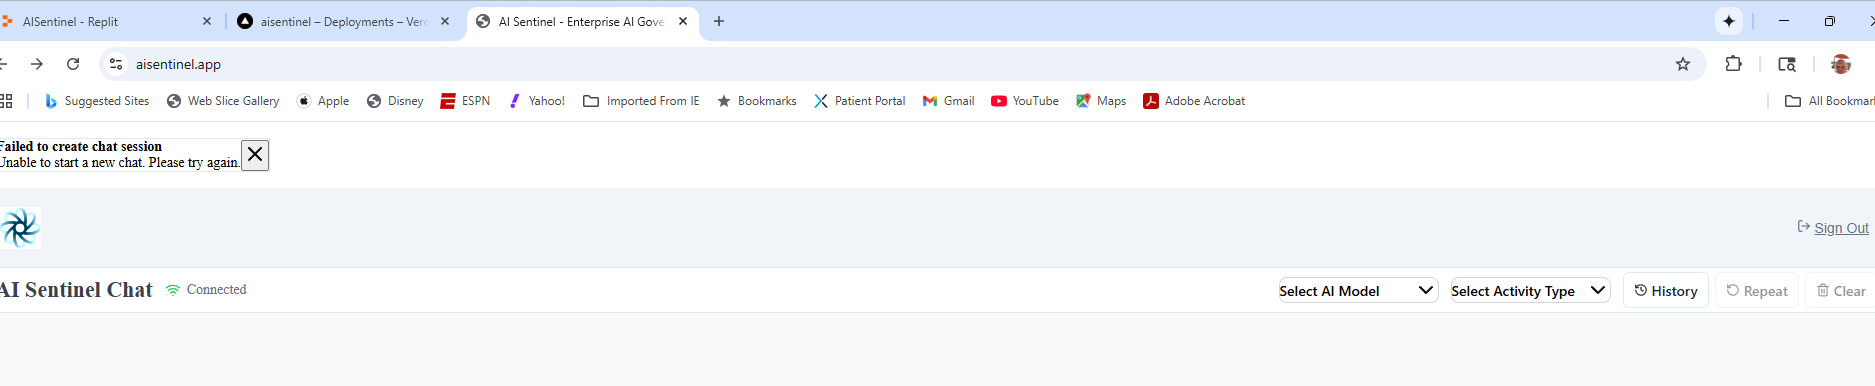 AISentinel - Replit
aisentinel – Deployments – Verc
AI Sentinel - Enterprise AI Gove
aisentinel.app
Suggested Sites
Web Slice Gallery
Apple
Disney
ESPN
Yahoo!
Imported From IE
Bookmarks
Patient Portal
Gmail
YouTube
Maps
Adobe Acrobat
All Bookmar
Failed to create chat session
Unable to start a new chat. Please try again.
Sign Out
AI Sentinel Chat
Connected
Select AI Model
Select Activity Type
History
Repeat
Clear